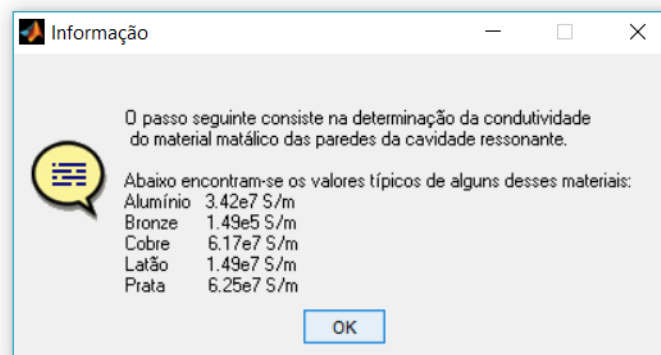 Informação
O passo seguinte consiste na determinação da condutividade
do material matálico das paredes da cavidade ressonante.
Abaixo encontram-se os valores típicos de alguns desses materiais:
Alumínio 3.42e7 S/m
Bronze 1.49e5 S/m
Cobre 6.17e7 S/m
Latão 1.49e7 S/m
Prata 6.25e7 S/m
OK